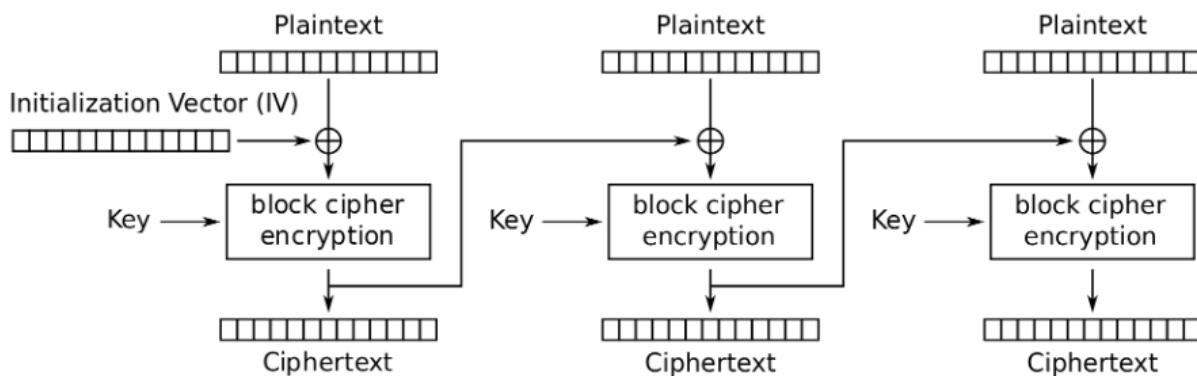 Plaintext
Plaintext
Plaintext
Initialization Vector (IV)
Key
block cipher
encryption
Key
block cipher
encryption
Key
block cipher
encryption
Ciphertext
Ciphertext
Ciphertext